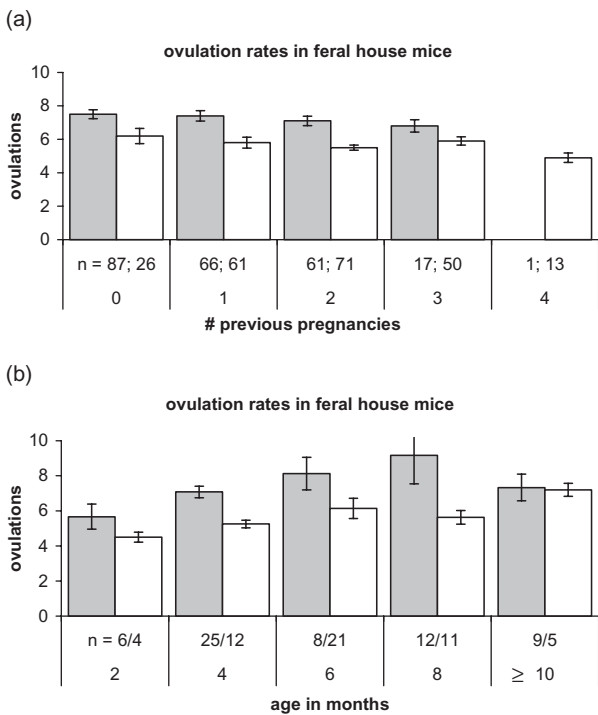 (a)
ovulation rates in feral house mice
10
8
6
4
2
0
ovulations
n = 87; 26 66; 61 61; 71 17; 50 1; 13
0 1 2 3 4
# previous pregnancies
(b)
ovulation rates in feral house mice
10
8
6
4
2
0
ovulations
n = 6/4 25/12 8/21 12/11 9/5
2 4 6 8 ≥ 10
age in months